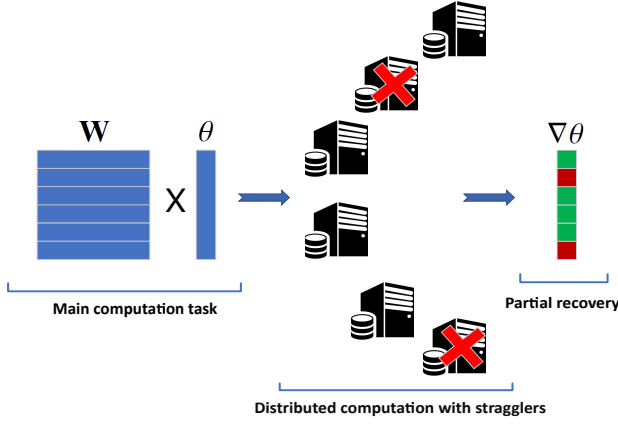 W
θ
X
∇θ
Main computation task
Partial recovery
Distributed computation with stragglers